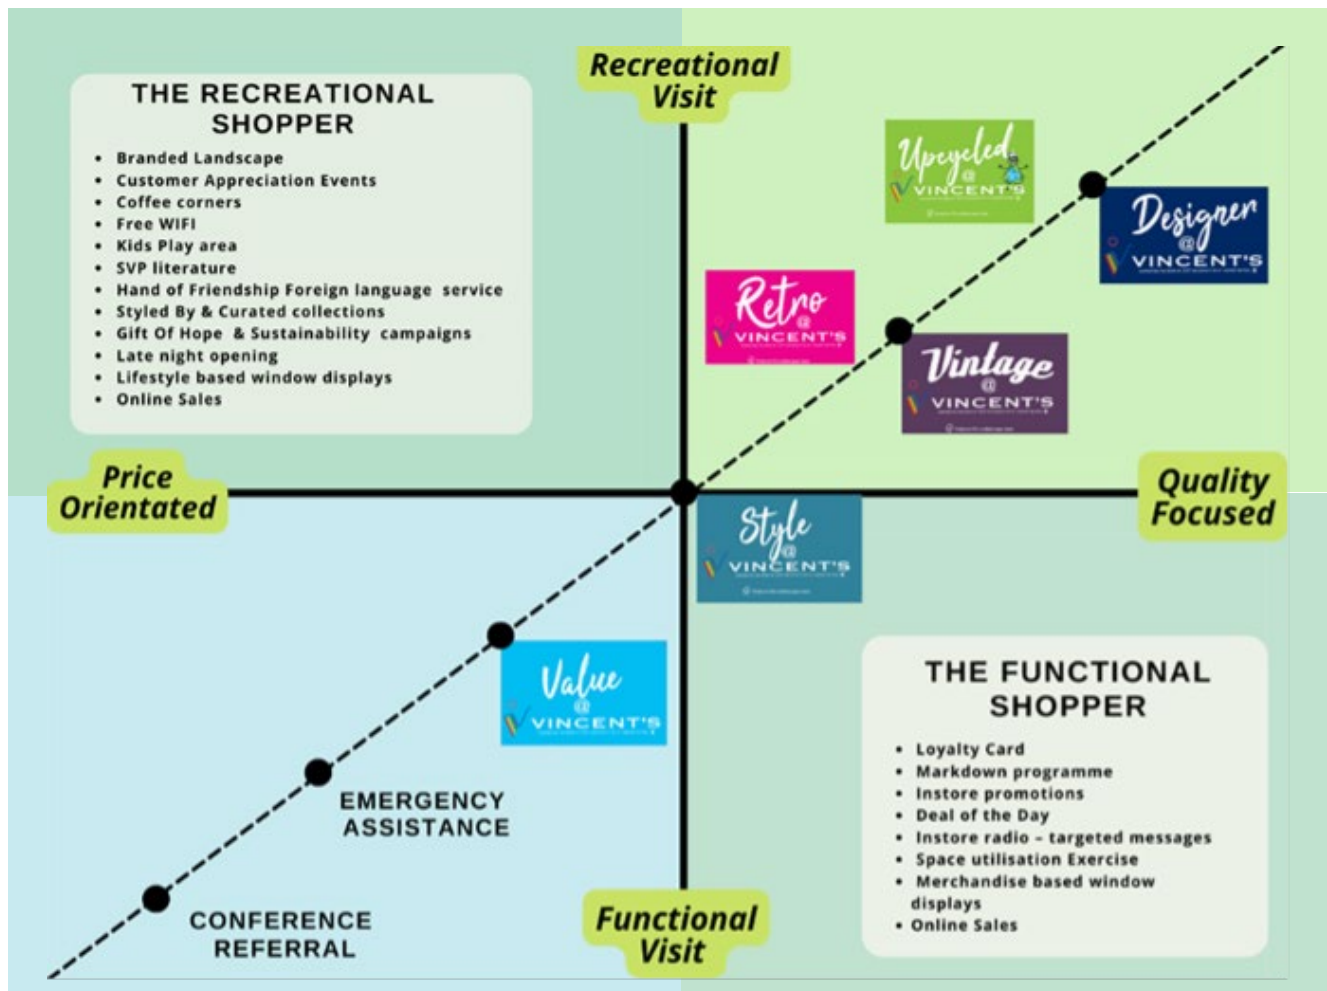 Recreational
Visit
THE RECREATIONAL
SHOPPER
• Branded Landscape
• Customer Appreciation Events
• Coffee corners
• Free WIFI
• Kids Play area
• SVP literature
• Hand of Friendship Foreign language service
• Styled By & Curated collections
• Gift Of Hope & Sustainability campaigns
• Late night opening
• Lifestyle based window displays
• Online Sales
Upcycled
@
VINCENT'S
Designer
@
VINCENT'S
Retro
@
VINCENT'S
Vintage
@
VINCENT'S
Price
Orientated
Quality
Focused
Style
@
VINCENT'S
Value
@
VINCENT'S
EMERGENCY
ASSISTANCE
CONFERENCE
REFERRAL
THE FUNCTIONAL
SHOPPER
• Loyalty Card
• Markdown programme
• Instore promotions
• Deal of the Day
• Instore radio – targeted messages
• Space utilisation Exercise
• Merchandise based window
displays
• Online Sales
Functional
Visit